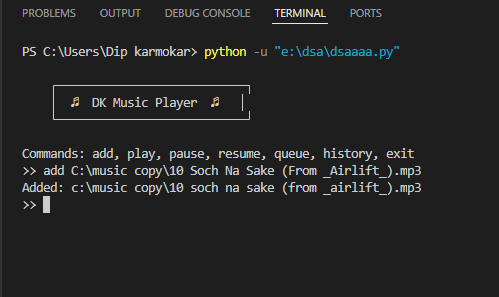 PROBLEMS OUTPUT DEBUG CONSOLE TERMINAL PORTS
PS C:\Users\Dip karmokar> python -u "e:\dsa\dsaaaa.py"
♬ DK Music Player ♬
Commands: add, play, pause, resume, queue, history, exit
>> add C:\music copy\10 Soch Na Sake (From _Airlift_).mp3
Added: c:\music copy\10 soch na sake (from _airlift_).mp3
>>